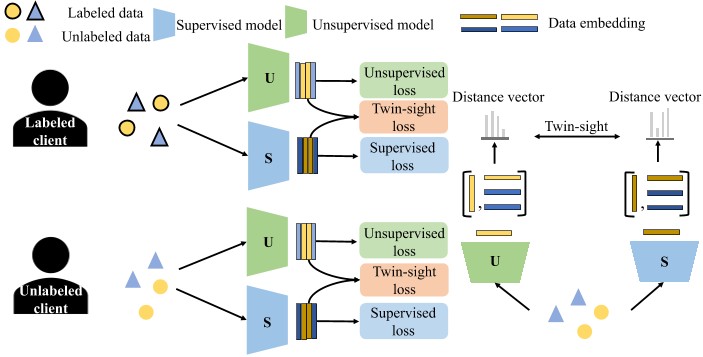 Labeled data
Supervised model
Unsupervised model
Data embedding
Unlabeled data
Labeled
client
U
S
Unsupervised
loss
Twin-sight
loss
Supervised
loss
Unlabeled
client
U
S
Unsupervised
loss
Twin-sight
loss
Supervised
loss
Distance vector
Distance vector
Twin-sight
,
,
U
S